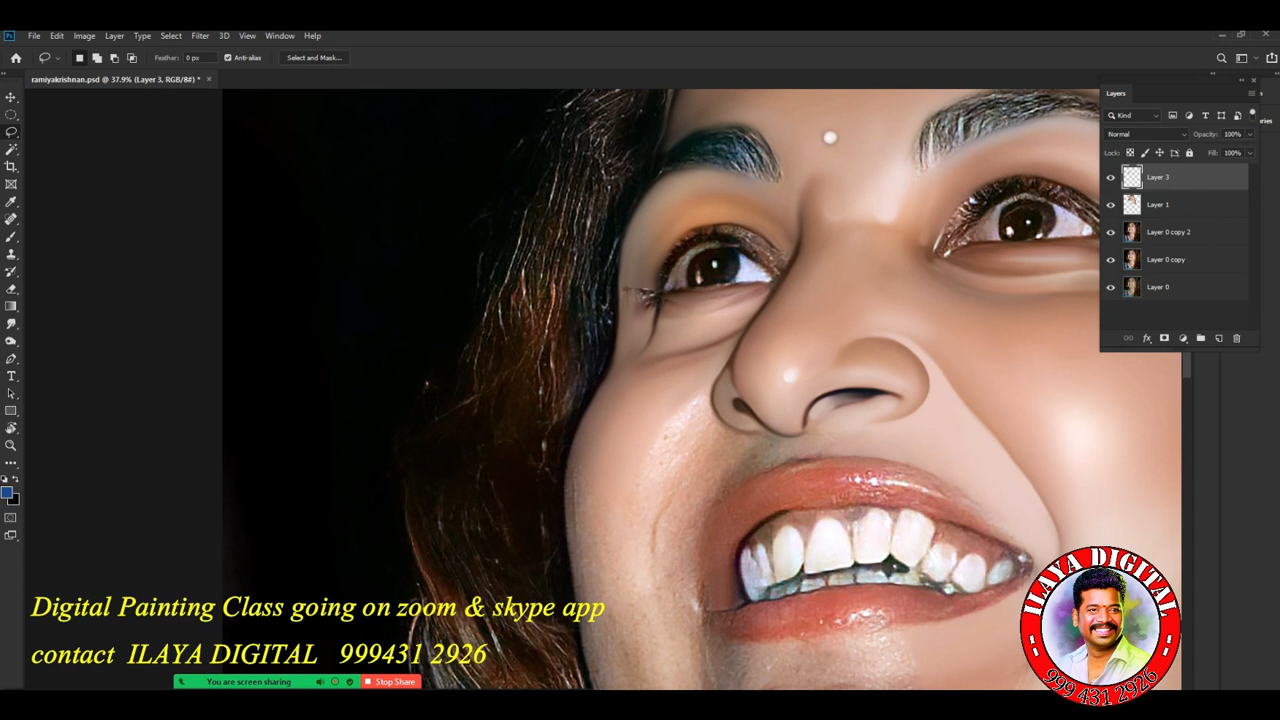 Ps File Edit Image Layer Type Select Filter 3D View Window Help
Feather: 0 px Anti-alias Select and Mask...
ramiyakrishnan.psd @ 37.9% (Layer 3, RGB/8#) * ×
Layers
Kind
Normal Opacity: 100%
Lock: Fill: 100%
Layer 3
Layer 1
Layer 0 copy 2
Layer 0 copy
Layer 0
fx
Digital Painting Class going on zoom & skype app
contact ILAYA DIGITAL 999431 2926
You are screen sharing Stop Share
ILAYA DIGITAL
999 431 2926